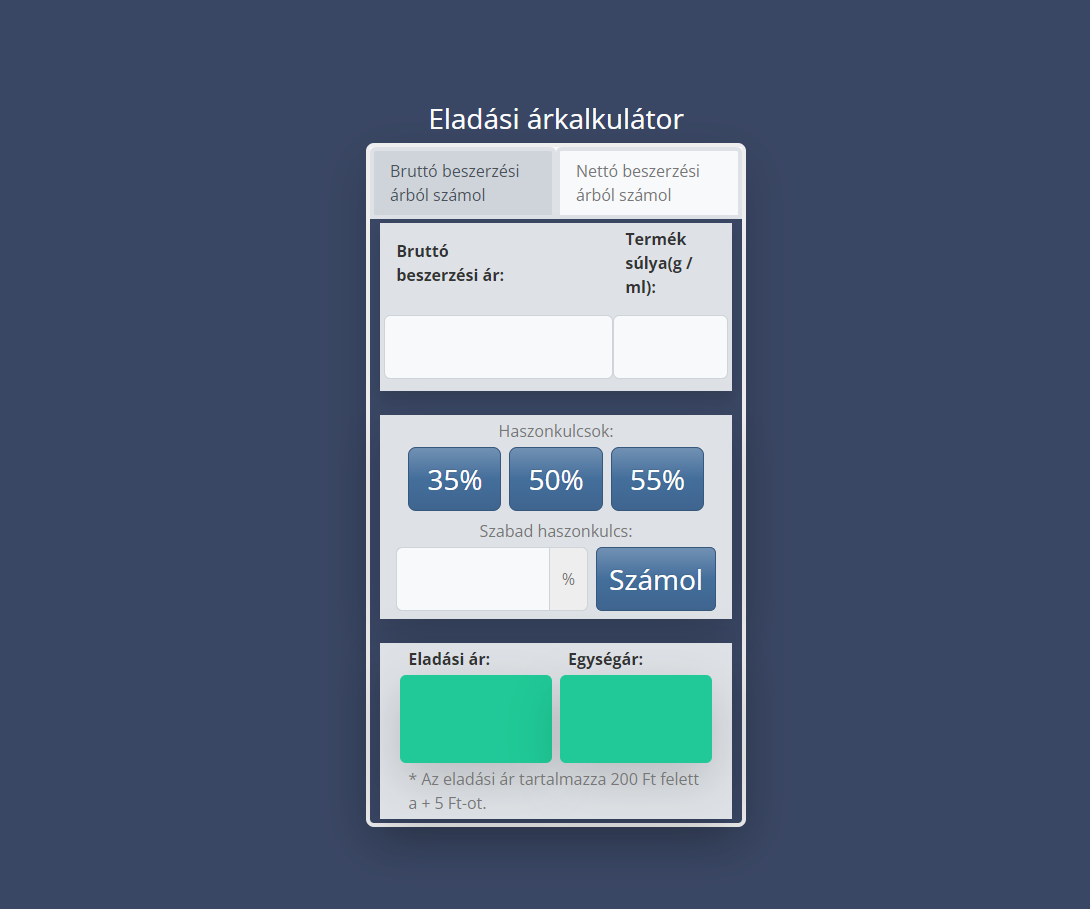 Eladási árkalkulátor
Bruttó beszerzési
árból számol
Nettó beszerzési
árból számol
Bruttó
beszerzési ár:
Termék
súlya(g /
ml):
Haszonkulcsok:
35%
50%
55%
Szabad haszonkulcs:
%
Számol
Eladási ár:
Egységár:
* Az eladási ár tartalmazza 200 Ft felett
a + 5 Ft-ot.